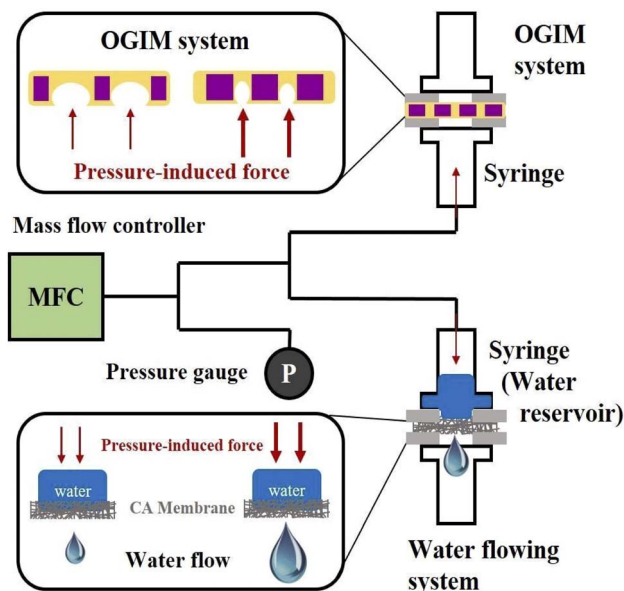 OGIM system
Pressure-induced force
OGIM
system
Syringe
Mass flow controller
MFC
Pressure gauge
P
Syringe
(Water
reservoir)
Pressure-induced force
water
water
CA Membrane
Water flow
Water flowing
system